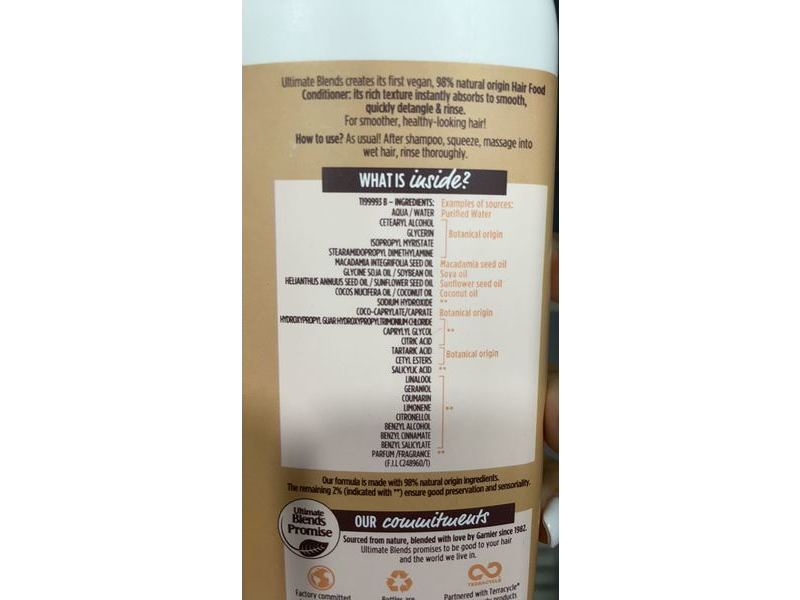 Ultimate Blends creates its first vegan, 98% natural origin Hair Food
Conditioner: its rich texture instantly absorbs to smooth,
quickly detangle & rinse.
For smoother, healthy-looking hair!
How to use? As usual! After shampoo, squeeze, massage into
wet hair, rinse thoroughly.
WHAT IS inside?
1199993 B – INGREDIENTS: Examples of sources:
AQUA / WATER Purified Water
CETEARYL ALCOHOL
GLYCERIN Botanical origin
ISOPROPYL MYRISTATE
STEARAMIDOPROPYL DIMETHYLAMINE
MACADAMIA INTEGRIFOLIA SEED OIL Macadamia seed oil
GLYCINE SOJA OIL / SOYBEAN OIL Soya oil
HELIANTHUS ANNUUS SEED OIL / SUNFLOWER SEED OIL Sunflower seed oil
COCOS NUCIFERA OIL / COCONUT OIL Coconut oil
SODIUM HYDROXIDE **
COCO-CAPRYLATE/CAPRATE Botanical origin
HYDROXYPROPYL GUAR HYDROXYPROPYLTRIMONIUM CHLORIDE
CAPRYLYL GLYCOL **
CITRIC ACID
TARTARIC ACID Botanical origin
CETYL ESTERS
SALICYLIC ACID **
LINALOOL
GERANIOL
COUMARIN
LIMONENE **
CITRONELLOL
BENZYL ALCOHOL
BENZYL CINNAMATE
BENZYL SALICYLATE
PARFUM / FRAGRANCE **
(F.I.L C248960/1)
Our formula is made with 98% natural origin ingredients.
The remaining 2% (indicated with **) ensure good preservation and sensoriality.
Ultimate
Blends
Promise
OUR commitments
Sourced from nature, blended with love by Garnier since 1982.
Ultimate Blends promises to be good to your hair
and the world we live in.
TERRACYCLE
Factory committed
Bottles are
Partnered with Terracycle*
products